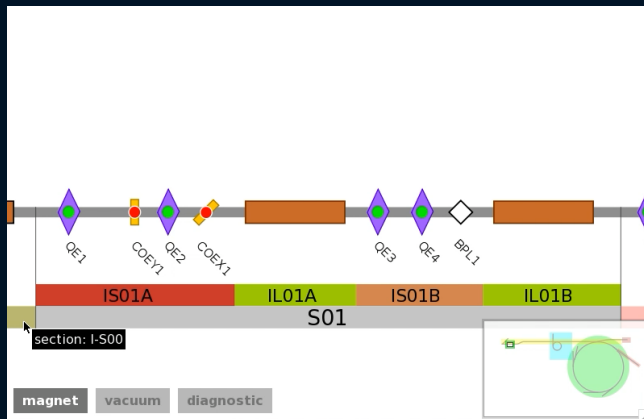 QE1
COEY1
QE2
COEX1
QE3
QE4
BPL1
IS01A IL01A IS01B IL01B
S01
section: I-S00
b
magnet vacuum diagnostic